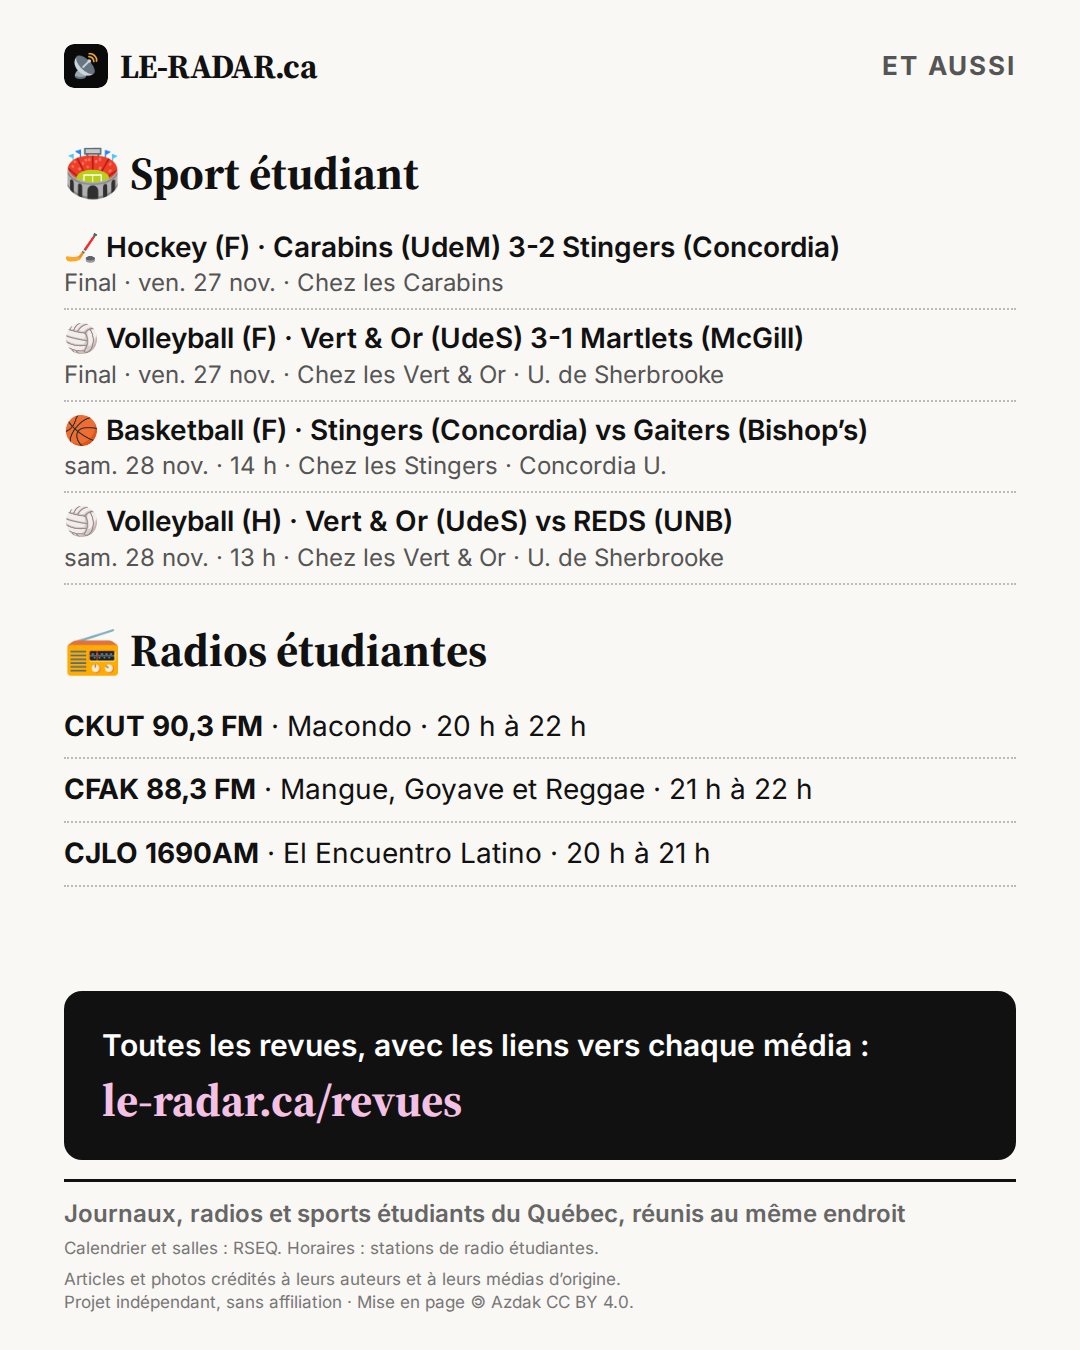 LE-RADAR.ca
ET AUSSI
Sport étudiant
Hockey (F) · Carabins (UdeM) 3-2 Stingers (Concordia)
Final · ven. 27 nov. · Chez les Carabins
Volleyball (F) · Vert & Or (UdeS) 3-1 Martlets (McGill)
Final · ven. 27 nov. · Chez les Vert & Or · U. de Sherbrooke
Basketball (F) · Stingers (Concordia) vs Gaiters (Bishop’s)
sam. 28 nov. · 14 h · Chez les Stingers · Concordia U.
Volleyball (H) · Vert & Or (UdeS) vs REDS (UNB)
sam. 28 nov. · 13 h · Chez les Vert & Or · U. de Sherbrooke
Radios étudiantes
CKUT 90,3 FM · Macondo · 20 h à 22 h
CFAK 88,3 FM · Mangue, Goyave et Reggae · 21 h à 22 h
CJLO 1690AM · El Encuentro Latino · 20 h à 21 h
Toutes les revues, avec les liens vers chaque média :
le-radar.ca/revues
Journaux, radios et sports étudiants du Québec, réunis au même endroit
Calendrier et salles : RSEQ. Horaires : stations de radio étudiantes.
Articles et photos crédités à leurs auteurs et à leurs médias d’origine.
Projet indépendant, sans affiliation · Mise en page 🄯 Azdak CC BY 4.0.